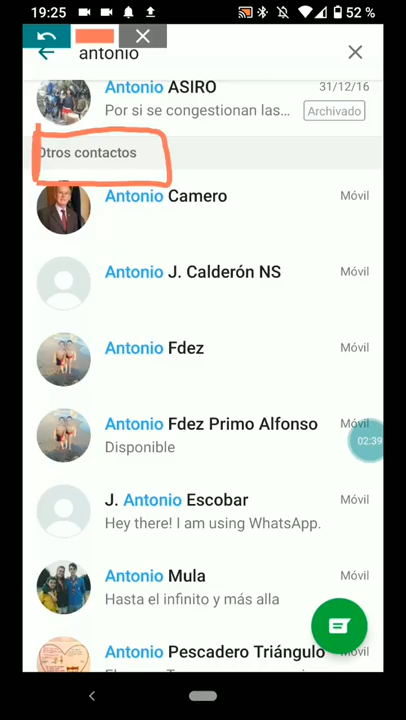 19:25
52 %
antonio
Antonio ASIRO
31/12/16
Por si se congestionan las...
Archivado
Otros contactos
Antonio Camero
Móvil
Antonio J. Calderón NS
Móvil
Antonio Fdez
Móvil
Antonio Fdez Primo Alfonso
Móvil
Disponible
02:39
J. Antonio Escobar
Móvil
Hey there! I am using WhatsApp.
Antonio Mula
Móvil
Hasta el infinito y más alla
Antonio Pescadero Triángulo
Móvil